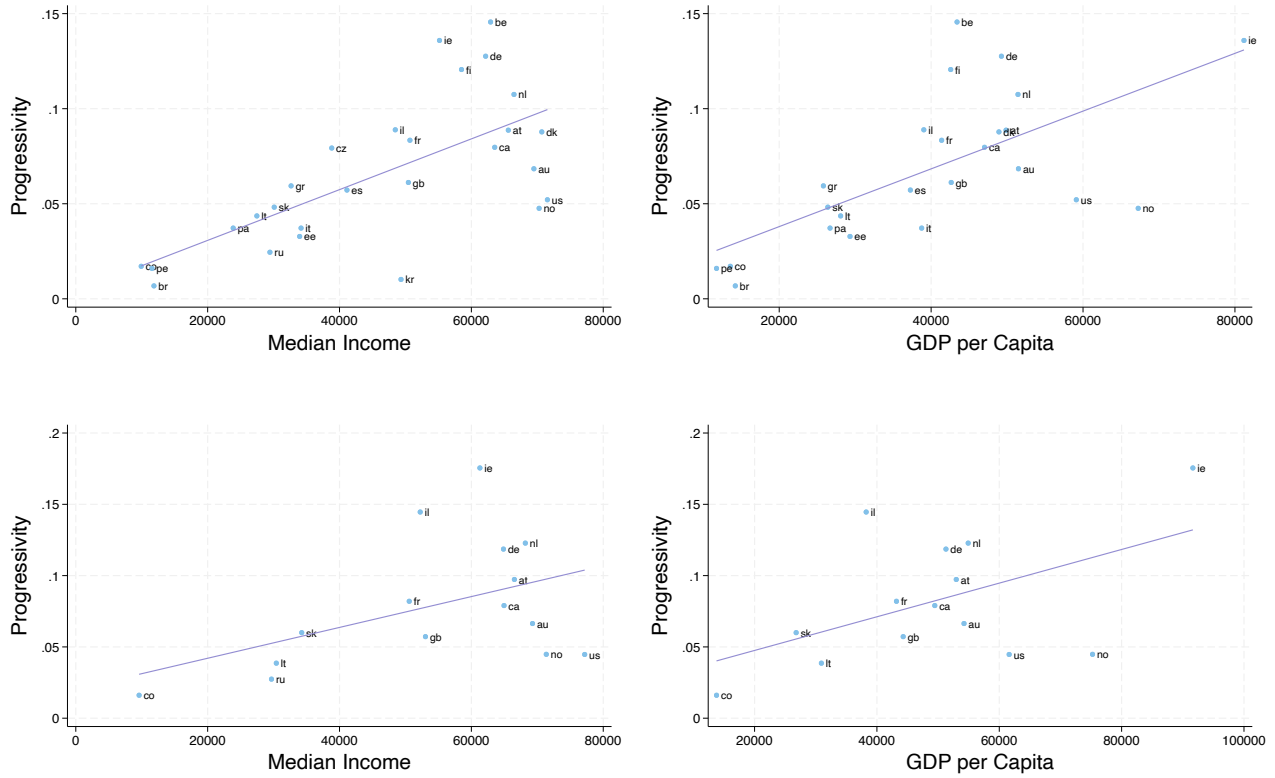 .15
.1
.05
0
Progressivity
be
ie
de
fi
nl
il
at
dk
fr
cz
ca
au
gr
gb
es
us
sk
no
lt
pa
it
ee
ru
co
pe
kr
br
0
20000
40000
60000
80000
Median Income
.15
.1
.05
0
Progressivity
be
ie
de
fi
nl
il
dk
at
fr
ca
au
gb
gr
es
us
sk
no
lt
pa
it
ee
pe
co
br
20000
40000
60000
80000
GDP per Capita
.2
.15
.1
.05
0
Progressivity
ie
il
nl
de
at
fr
ca
au
sk
gb
no
us
lt
ru
co
0
20000
40000
60000
80000
Median Income
.2
.15
.1
.05
0
Progressivity
ie
il
nl
de
at
fr
ca
au
sk
gb
us
no
lt
co
20000
40000
60000
80000
100000
GDP per Capita